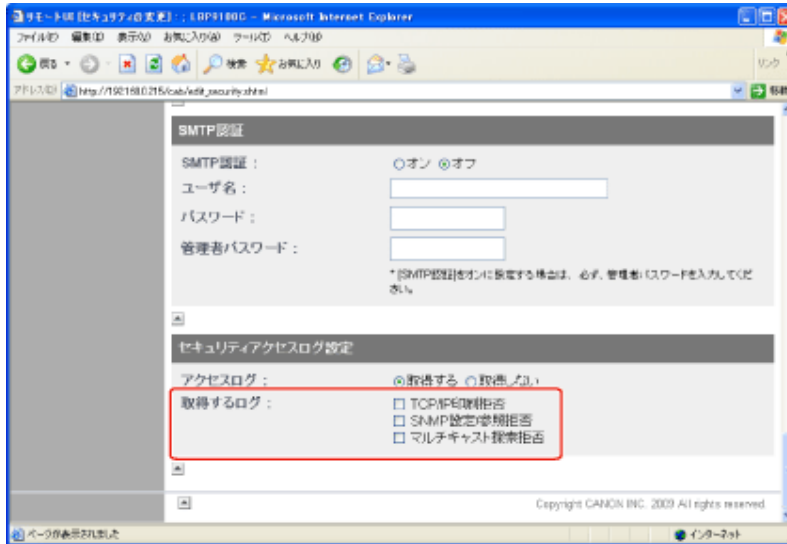 リモートUI [セキュリティの変更] : ; LBP9100C - Microsoft Internet Explorer
ファイル(F) 編集(E) 表示(V) お気に入り(A) ツール(T) ヘルプ(H)
戻る 検索 お気に入り リンク
アドレス(D) http://192.168.0.215/cab/edit_security.shtml 移動
SMTP認証
SMTP認証 : オン オフ
ユーザ名 :
パスワード :
管理者パスワード :
* [SMTP認証]をオンに設定する場合は、必ず、管理者パスワードを入力してくだ
さい。
セキュリティアクセスログ設定
アクセスログ : 取得する 取得しない
取得するログ : TCP/IP印刷拒否
SNMP設定/参照拒否
マルチキャスト探索拒否
Copyright CANON INC. 2009 All rights reserved
ページが表示されました インターネット